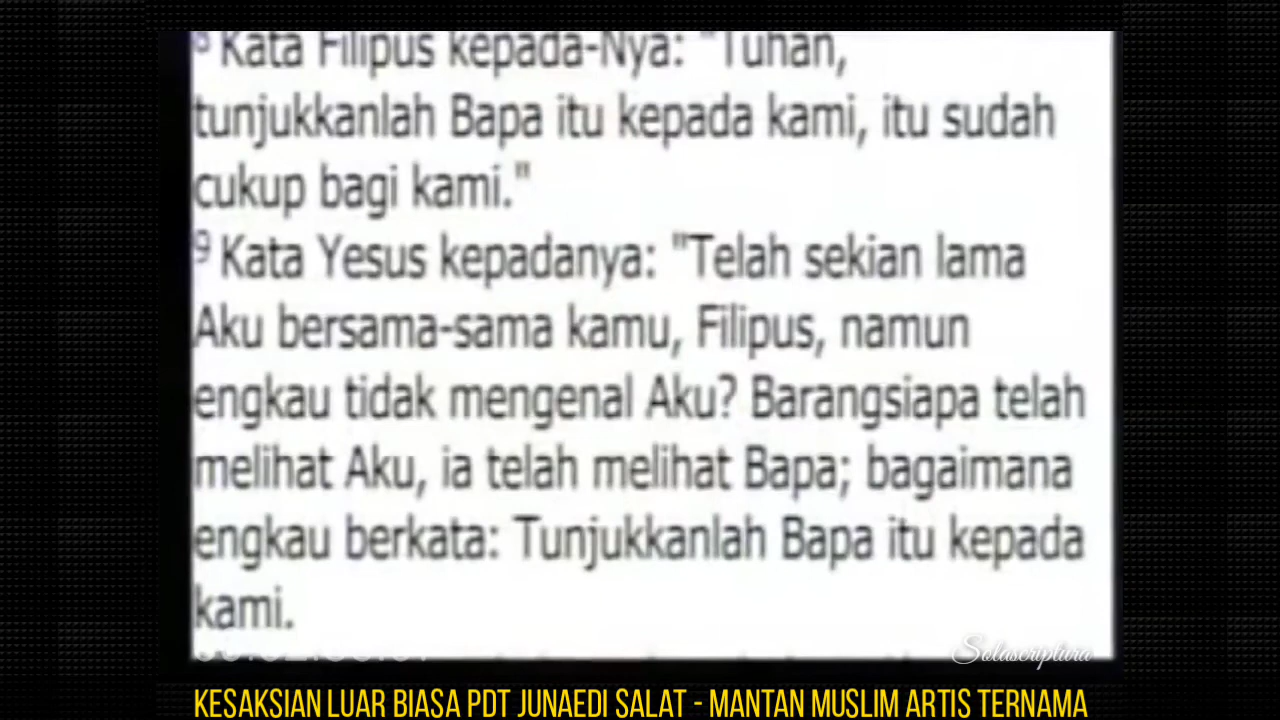 8 Kata Filipus kepada-Nya: "Tuhan,
tunjukkanlah Bapa itu kepada kami, itu sudah
cukup bagi kami."
9 Kata Yesus kepadanya: "Telah sekian lama
Aku bersama-sama kamu, Filipus, namun
engkau tidak mengenal Aku? Barangsiapa telah
melihat Aku, ia telah melihat Bapa; bagaimana
engkau berkata: Tunjukkanlah Bapa itu kepada
kami.
Solascriptura
KESAKSIAN LUAR BIASA PDT JUNAEDI SALAT - MANTAN MUSLIM ARTIS TERNAMA